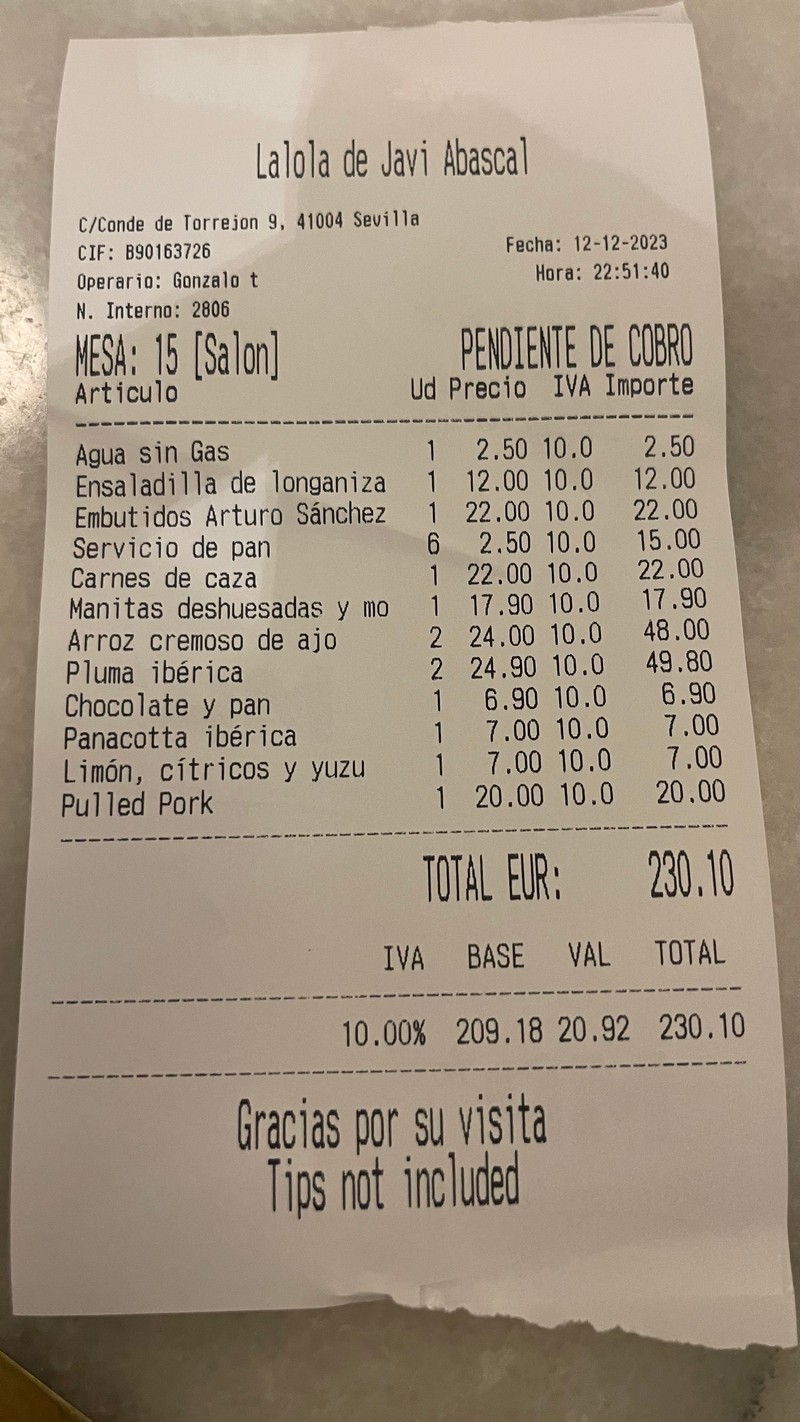 Lalola de Javi Abascal
C/Conde de Torrejon 9, 41004 Sevilla
CIF: B90163726 Fecha: 12-12-2023
Operario: Gonzalo t Hora: 22:51:40
N. Interno: 2806
MESA: 15 [Salon] PENDIENTE DE COBRO
Articulo Ud Precio IVA Importe
Agua sin Gas 1 2.50 10.0 2.50
Ensaladilla de longaniza 1 12.00 10.0 12.00
Embutidos Arturo Sánchez 1 22.00 10.0 22.00
Servicio de pan 6 2.50 10.0 15.00
Carnes de caza 1 22.00 10.0 22.00
Manitas deshuesadas y mo 1 17.90 10.0 17.90
Arroz cremoso de ajo 2 24.00 10.0 48.00
Pluma ibérica 2 24.90 10.0 49.80
Chocolate y pan 1 6.90 10.0 6.90
Panacotta ibérica 1 7.00 10.0 7.00
Limón, cítricos y yuzu 1 7.00 10.0 7.00
Pulled Pork 1 20.00 10.0 20.00
TOTAL EUR: 230.10
IVA BASE VAL TOTAL
10.00% 209.18 20.92 230.10
Gracias por su visita
Tips not included